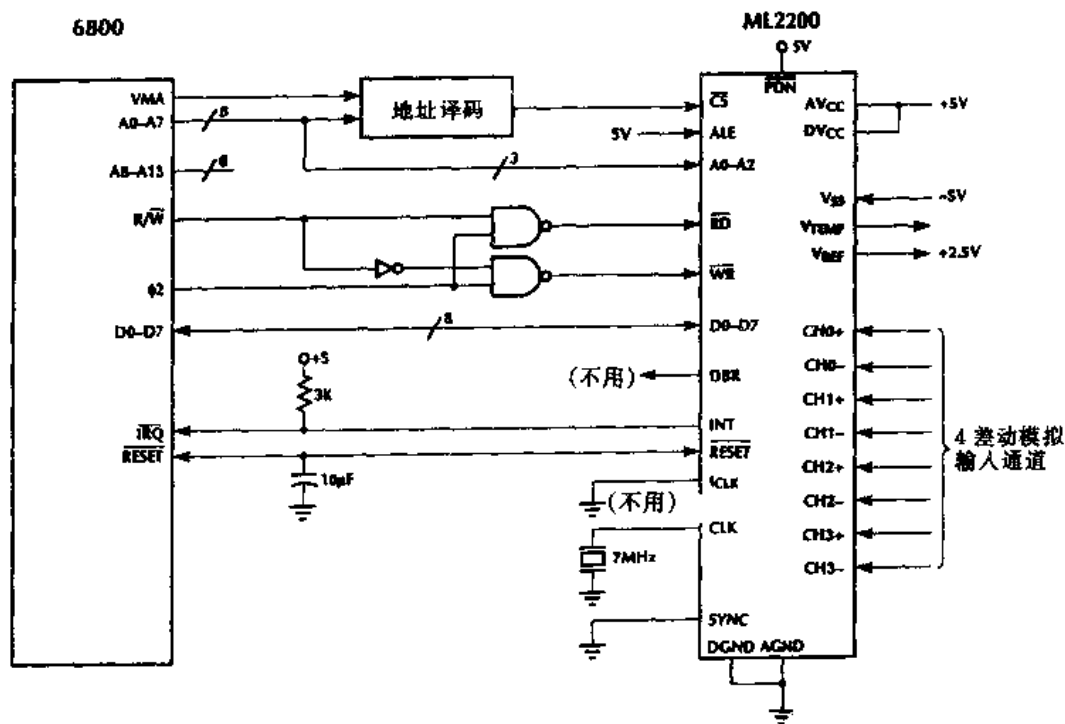 6800
ML2200
5V
PDN
VMA
A0-A7
A8-A13
R/W
ϕ2
D0-D7
IRQ
RESET
地址译码
8
6
3
5V
8
+5
3K
10μF
(不用)
(不用)
7MHz
CS
ALE
A0-A2
RD
WR
D0-D7
DBR
INT
RESET
tCLK
CLK
SYNC
DGND AGND
AVCC
DVCC
VSS
VTEMP
VREF
CH0+
CH0-
CH1+
CH1-
CH2+
CH2-
CH3+
CH3-
+5V
-5V
+2.5V
4 差动模拟
输入通道